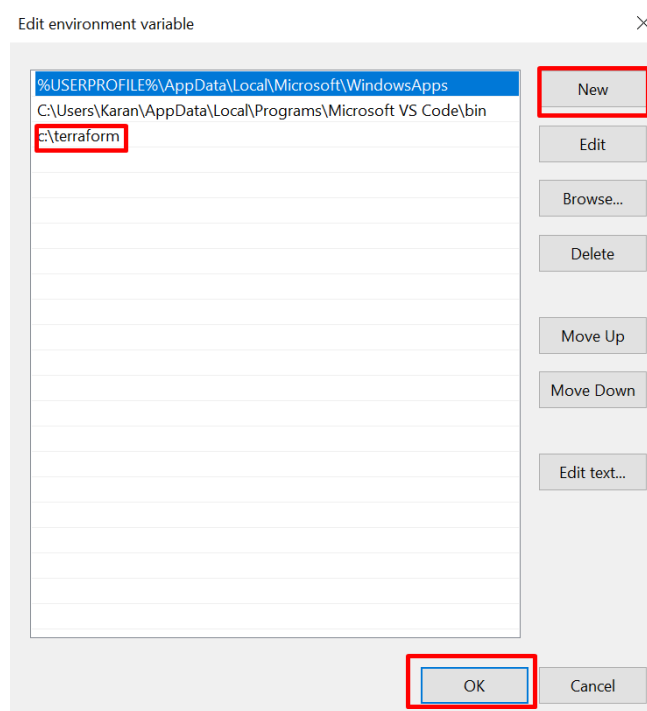 Edit environment variable
%USERPROFILE%\AppData\Local\Microsoft\WindowsApps
C:\Users\Karan\AppData\Local\Programs\Microsoft VS Code\bin
c:\terraform
New
Edit
Browse...
Delete
Move Up
Move Down
Edit text...
OK
Cancel